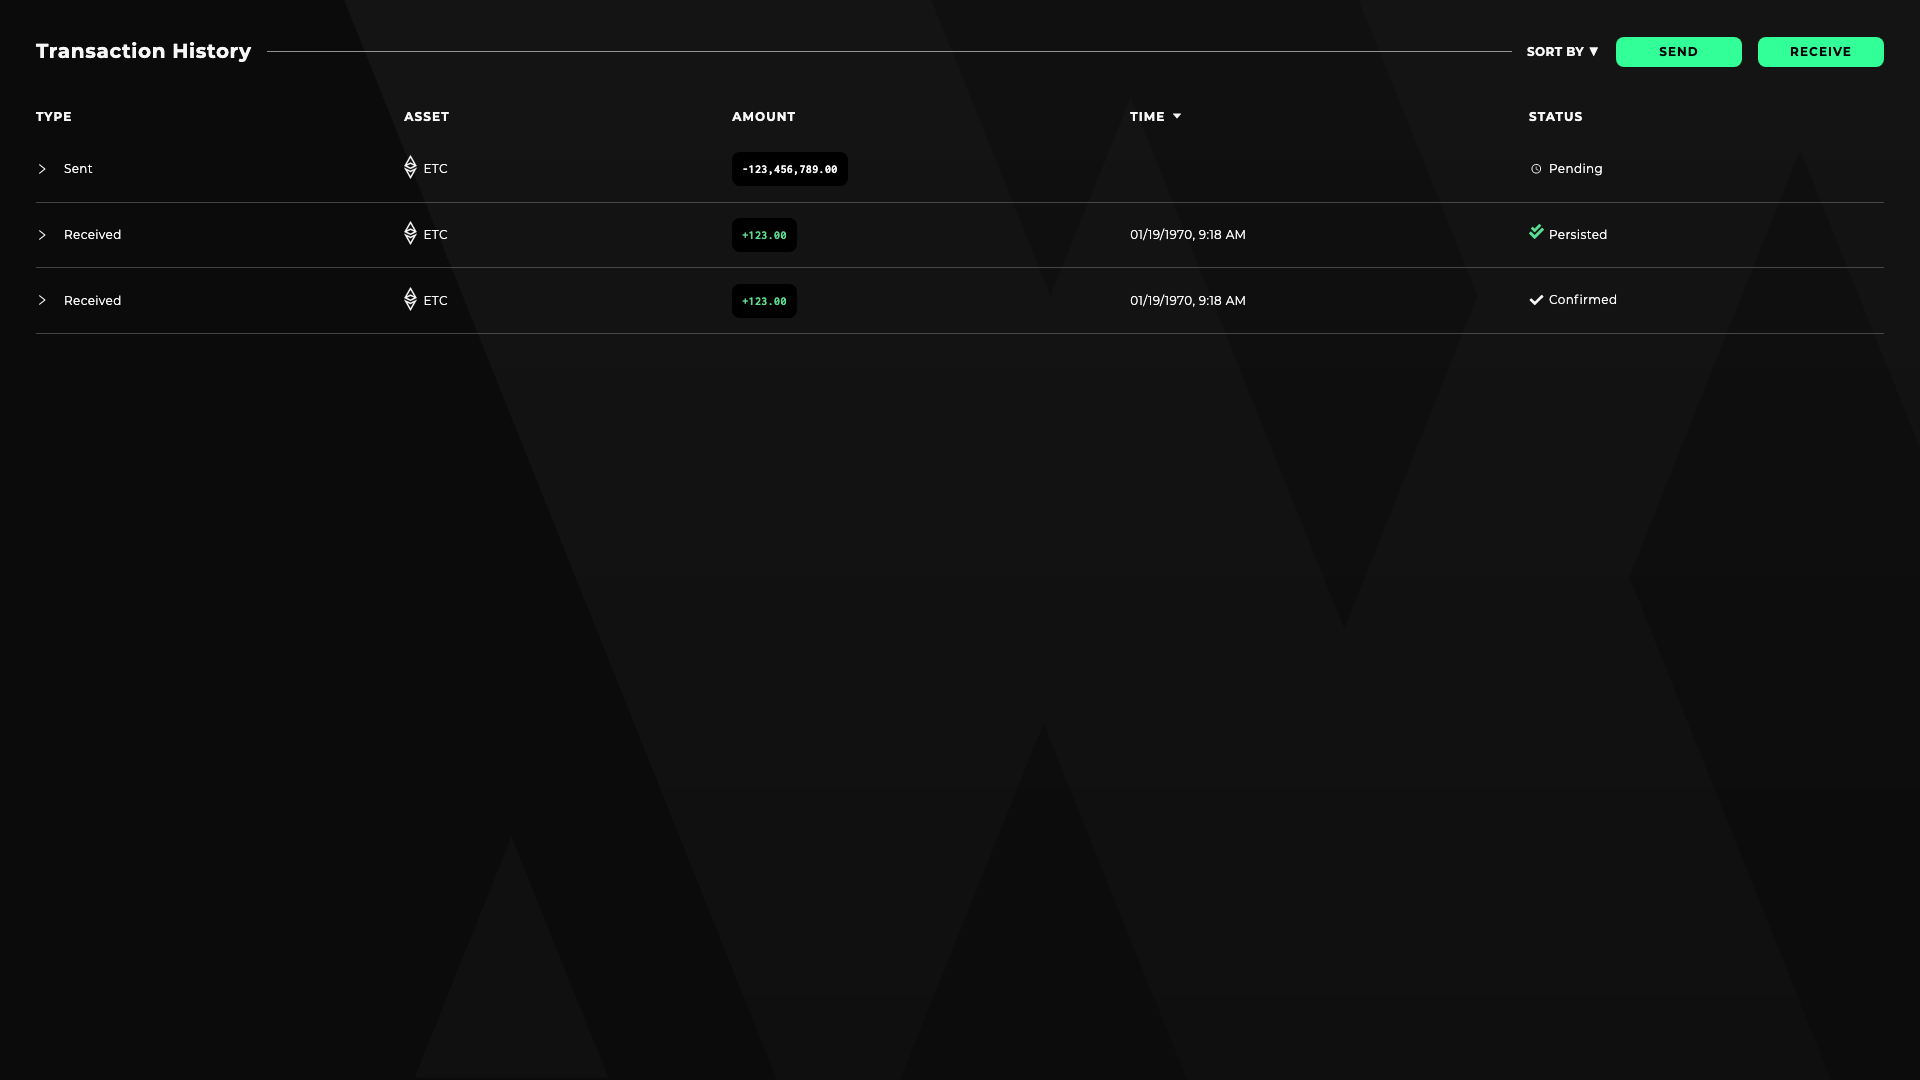 Transaction History SORT BY ▼ SEND RECEIVE
TYPE ASSET AMOUNT TIME STATUS
Sent ETC -123,456,789.00 Pending
Received ETC +123.00 01/19/1970, 9:18 AM Persisted
Received ETC +123.00 01/19/1970, 9:18 AM Confirmed